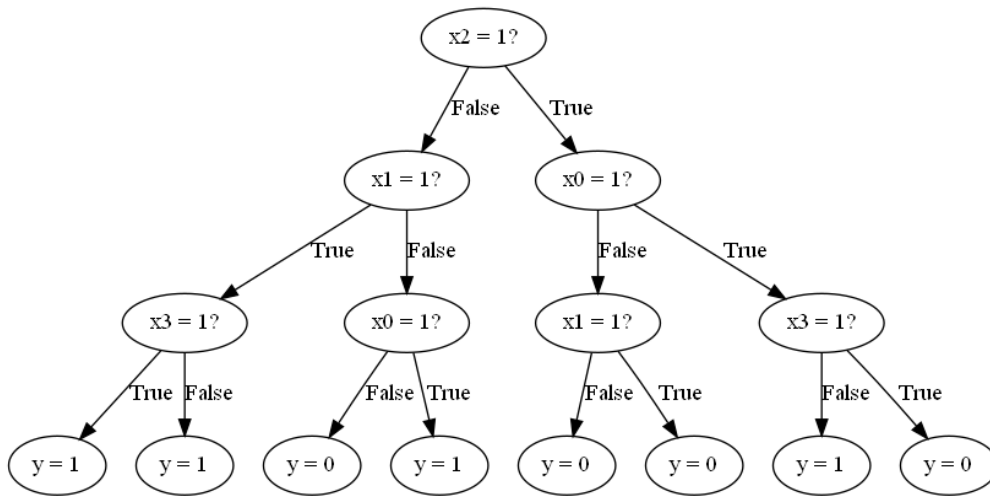 x2 = 1?
False
True
x1 = 1?
x0 = 1?
True
False
False
True
x3 = 1?
x0 = 1?
x1 = 1?
x3 = 1?
True
False
False
True
False
True
False
True
y = 1
y = 1
y = 0
y = 1
y = 0
y = 0
y = 1
y = 0